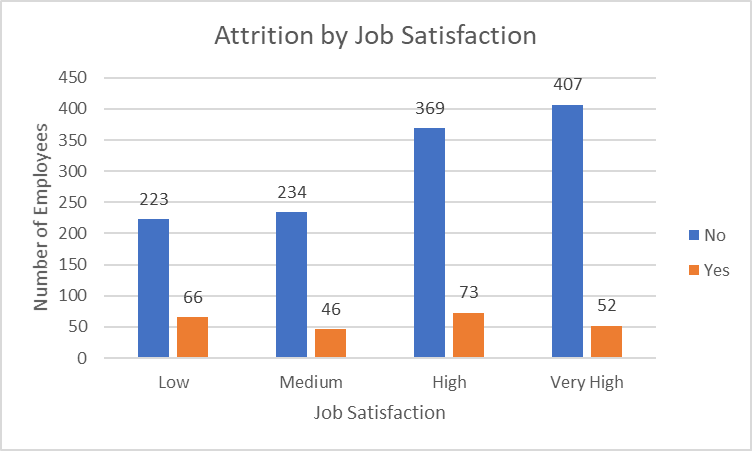 Attrition by Job Satisfaction
Number of Employees
450
400
350
300
250
200
150
100
50
0
223
66
234
46
369
73
407
52
Low
Medium
High
Very High
Job Satisfaction
No
Yes